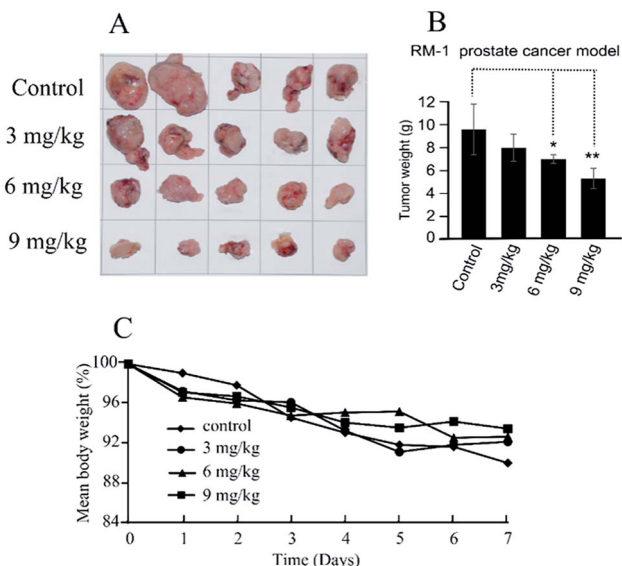 A
Control
3 mg/kg
6 mg/kg
9 mg/kg
B
RM-1 prostate cancer model
Tumor weight (g)
12
10
8
6
4
2
0
*
**
Control
3mg/kg
6 mg/kg
9 mg/kg
C
Mean body weight (%)
100
96
92
88
84
control
3 mg/kg
6 mg/kg
9 mg/kg
0 1 2 3 4 5 6 7
Time (Days)